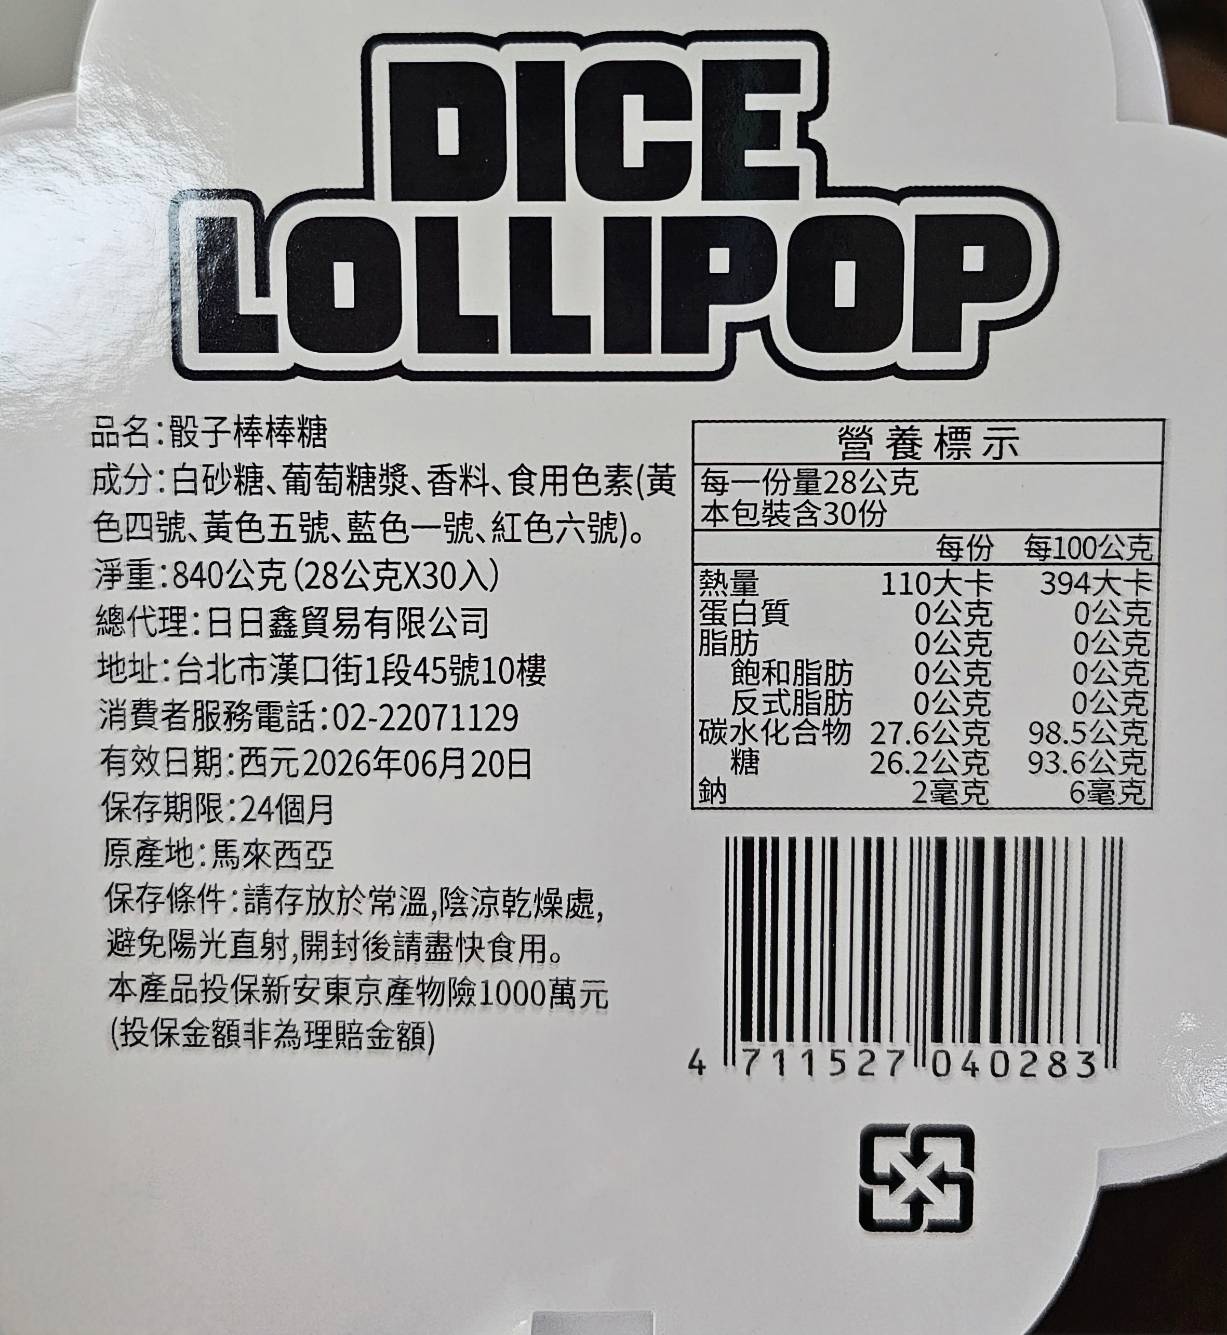 DICE
LOLLIPOP
品名:骰子棒棒糖
成分:白砂糖、葡萄糖漿、香料、食用色素(黃
色四號、黃色五號、藍色一號、紅色六號)。
淨重:840公克(28公克X30入)
總代理:日日鑫貿易有限公司
地址:台北市漢口街1段45號10樓
消費者服務電話:02-22071129
有效日期:西元2026年06月20日
保存期限:24個月
原產地:馬來西亞
保存條件:請存放於常溫,陰涼乾燥處,
避免陽光直射,開封後請盡快食用。
本產品投保新安東京產物險1000萬元
(投保金額非為理賠金額)
營養標示
每一份量28公克
本包裝含30份
每份 每100公克
熱量 110大卡 394大卡
蛋白質 0公克 0公克
脂肪 0公克 0公克
飽和脂肪 0公克 0公克
反式脂肪 0公克 0公克
碳水化合物 27.6公克 98.5公克
糖 26.2公克 93.6公克
鈉 2毫克 6毫克
4 711527 040283